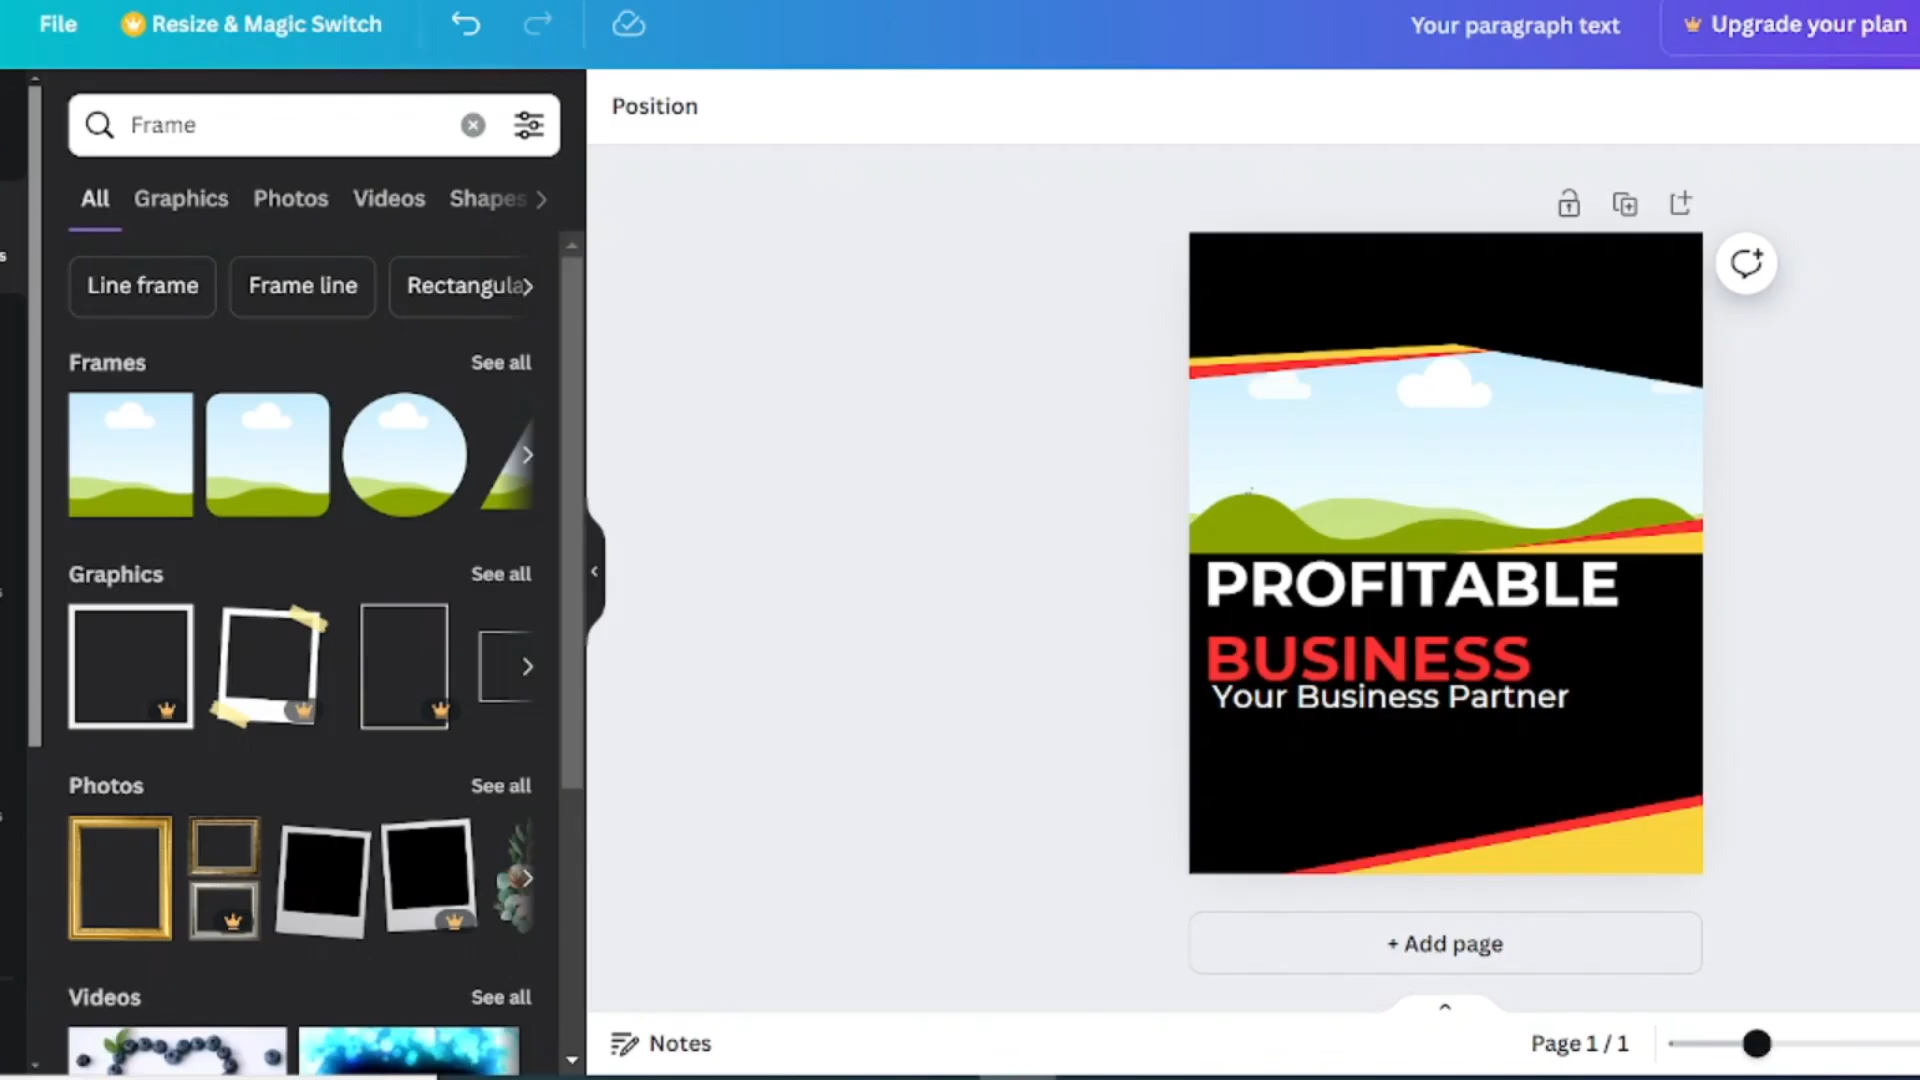 File
Resize & Magic Switch
Your paragraph text
Upgrade your plan
Frame
Position
All
Graphics
Photos
Videos
Shapes
Line frame
Frame line
Rectangula
Frames
See all
Graphics
See all
Photos
See all
Videos
See all
PROFITABLE
BUSINESS
Your Business Partner
+ Add page
Notes
Page 1 / 1